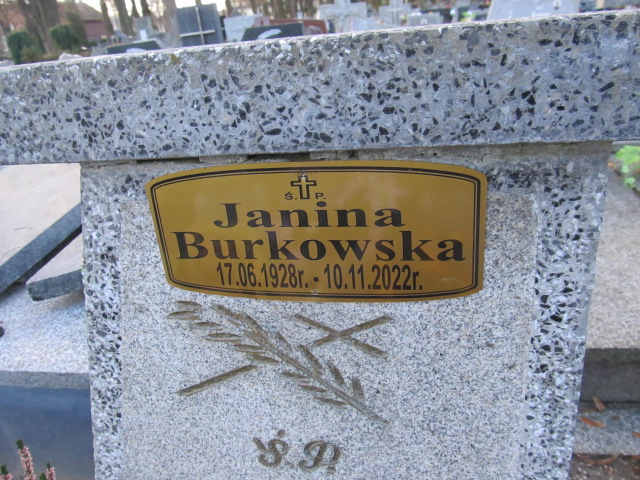 Ś. P.
Janina
Burkowska
17.06.1928r. - 10.11.2022r.
Ś. P.